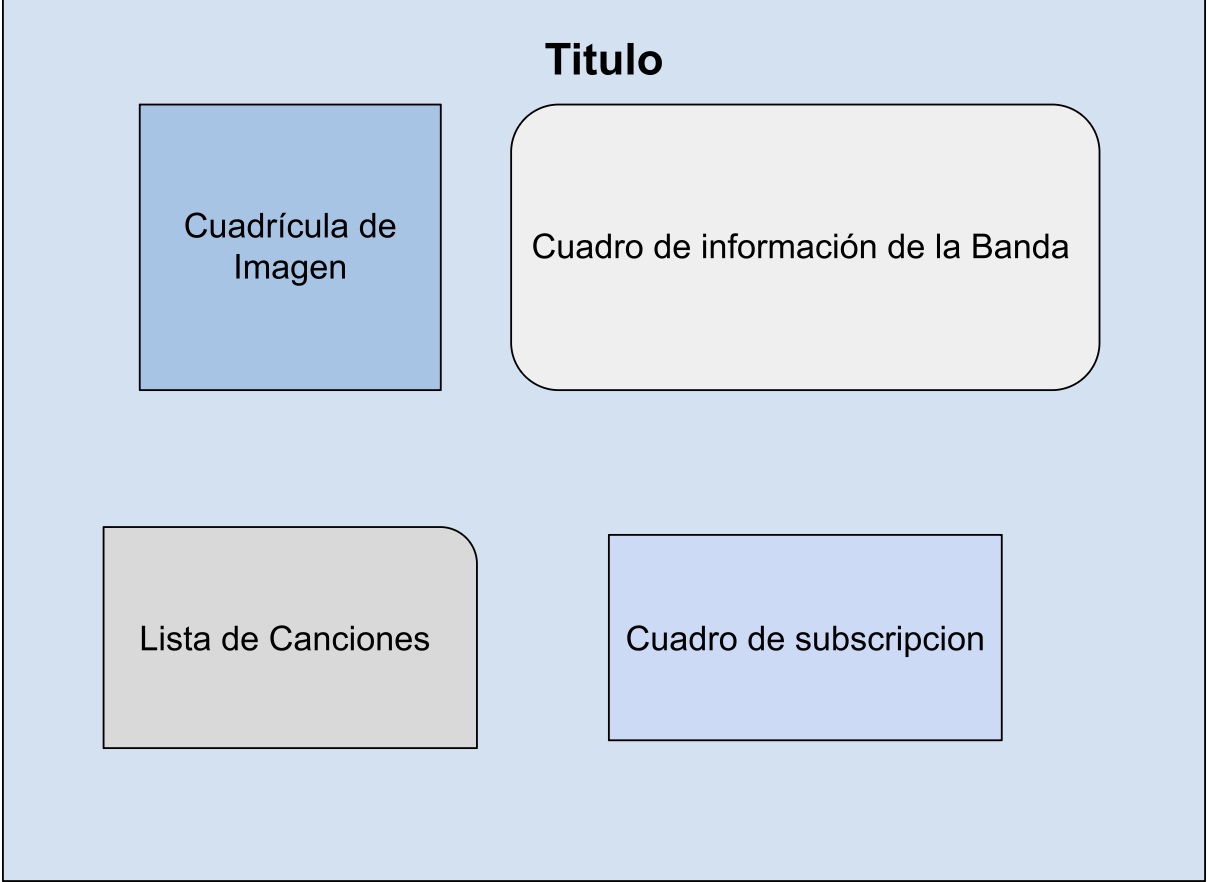 Titulo
Cuadrícula de
Imagen
Cuadro de información de la Banda
Lista de Canciones
Cuadro de subscripcion